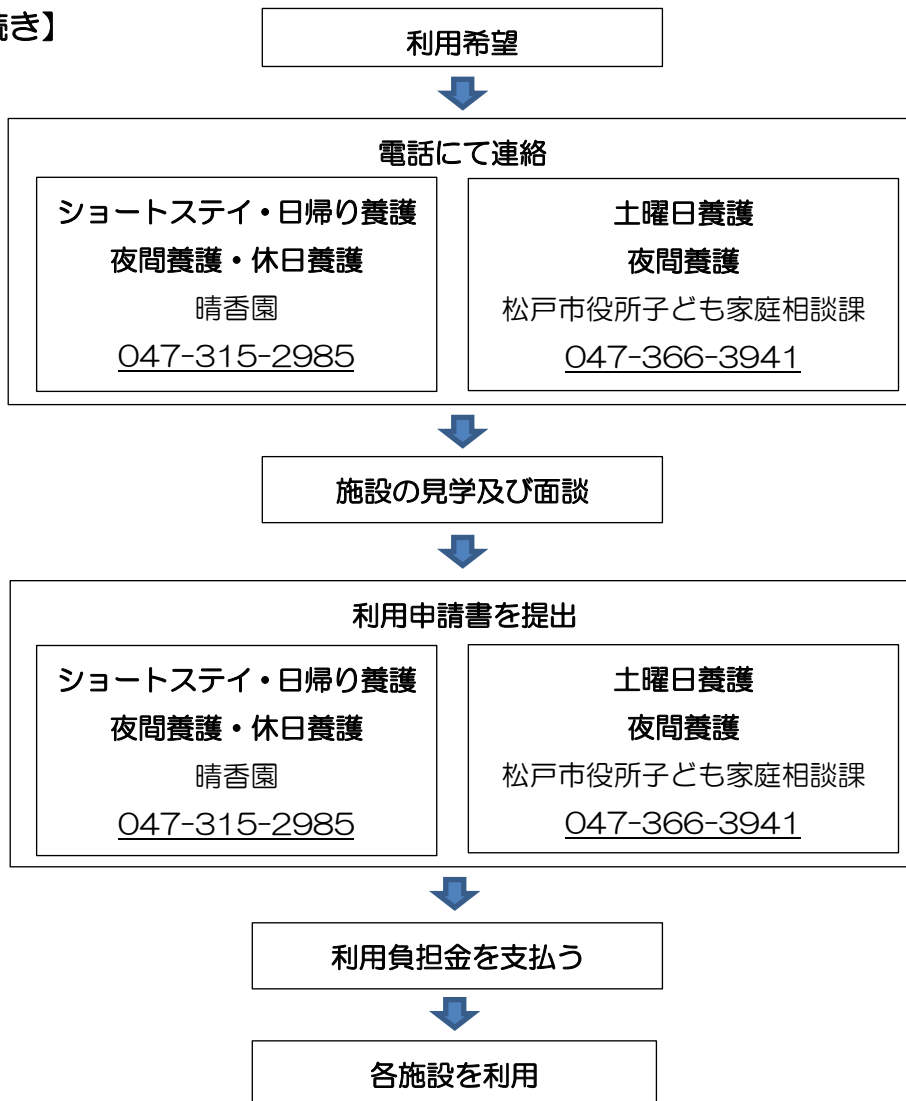 き】
利用希望
電話にて連絡
ショートステイ・日帰り養護
夜間養護・休日養護
晴香園
047-315-2985
土曜日養護
夜間養護
松戸市役所子ども家庭相談課
047-366-3941
施設の見学及び面談
利用申請書を提出
ショートステイ・日帰り養護
夜間養護・休日養護
晴香園
047-315-2985
土曜日養護
夜間養護
松戸市役所子ども家庭相談課
047-366-3941
利用負担金を支払う
各施設を利用